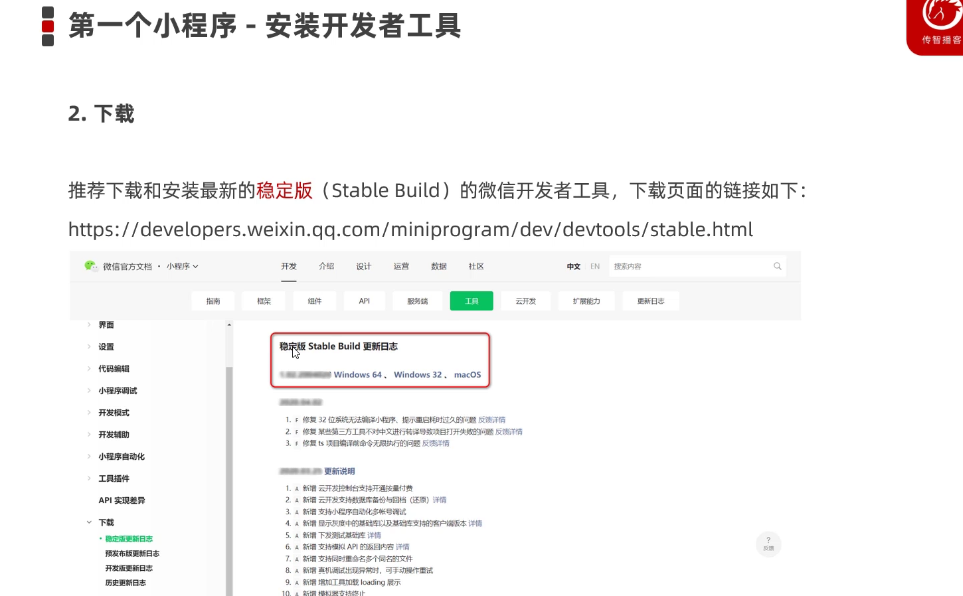 第一个小程序 - 安装开发者工具
传智播客
2. 下载
推荐下载和安装最新的稳定版（Stable Build）的微信开发者工具，下载页面的链接如下：
https://developers.weixin.qq.com/miniprogram/dev/devtools/stable.html
微信官方文档 · 小程序
开发 介绍 设计 运营 数据 社区 中文 EN 搜索内容
指南 框架 组件 API 服务端 工具 云开发 扩展能力 更新日志
界面
设置
代码编辑
小程序调试
开发模式
开发辅助
小程序自动化
工具插件
API 实现差异
下载
稳定版更新日志
预发布版更新日志
开发版更新日志
历史更新日志
稳定版 Stable Build 更新日志
Windows 64 、 Windows 32 、 macOS
1. F 修复 32 位系统无法编译小程序、提示重启耗时过久的问题 反馈详情
2. F 修复 某些第三方工具不对中文进行转译导致项目打开失败的问题 反馈详情
3. F 修复 ts 项目编译前命令无限执行的问题 反馈详情
更新说明
1. A 新增 云开发控制台支持开通按量付费
2. A 新增 云开发支持数据库备份与回档（还原） 详情
3. A 新增 支持小程序自动化多帐号调试
4. A 新增 显示灰度中的基础库以及基础库支持的客户端版本 详情
5. A 新增 下发测试基础库 详情
6. A 新增 支持模拟 API 的返回内容 详情
7. A 新增 支持同时重命名多个同名的文件
8. A 新增 真机调试出现异常时、可手动操作重试
9. A 新增 增加工具加载 loading 展示
10. A 新增 模拟器支持终止
?
反馈